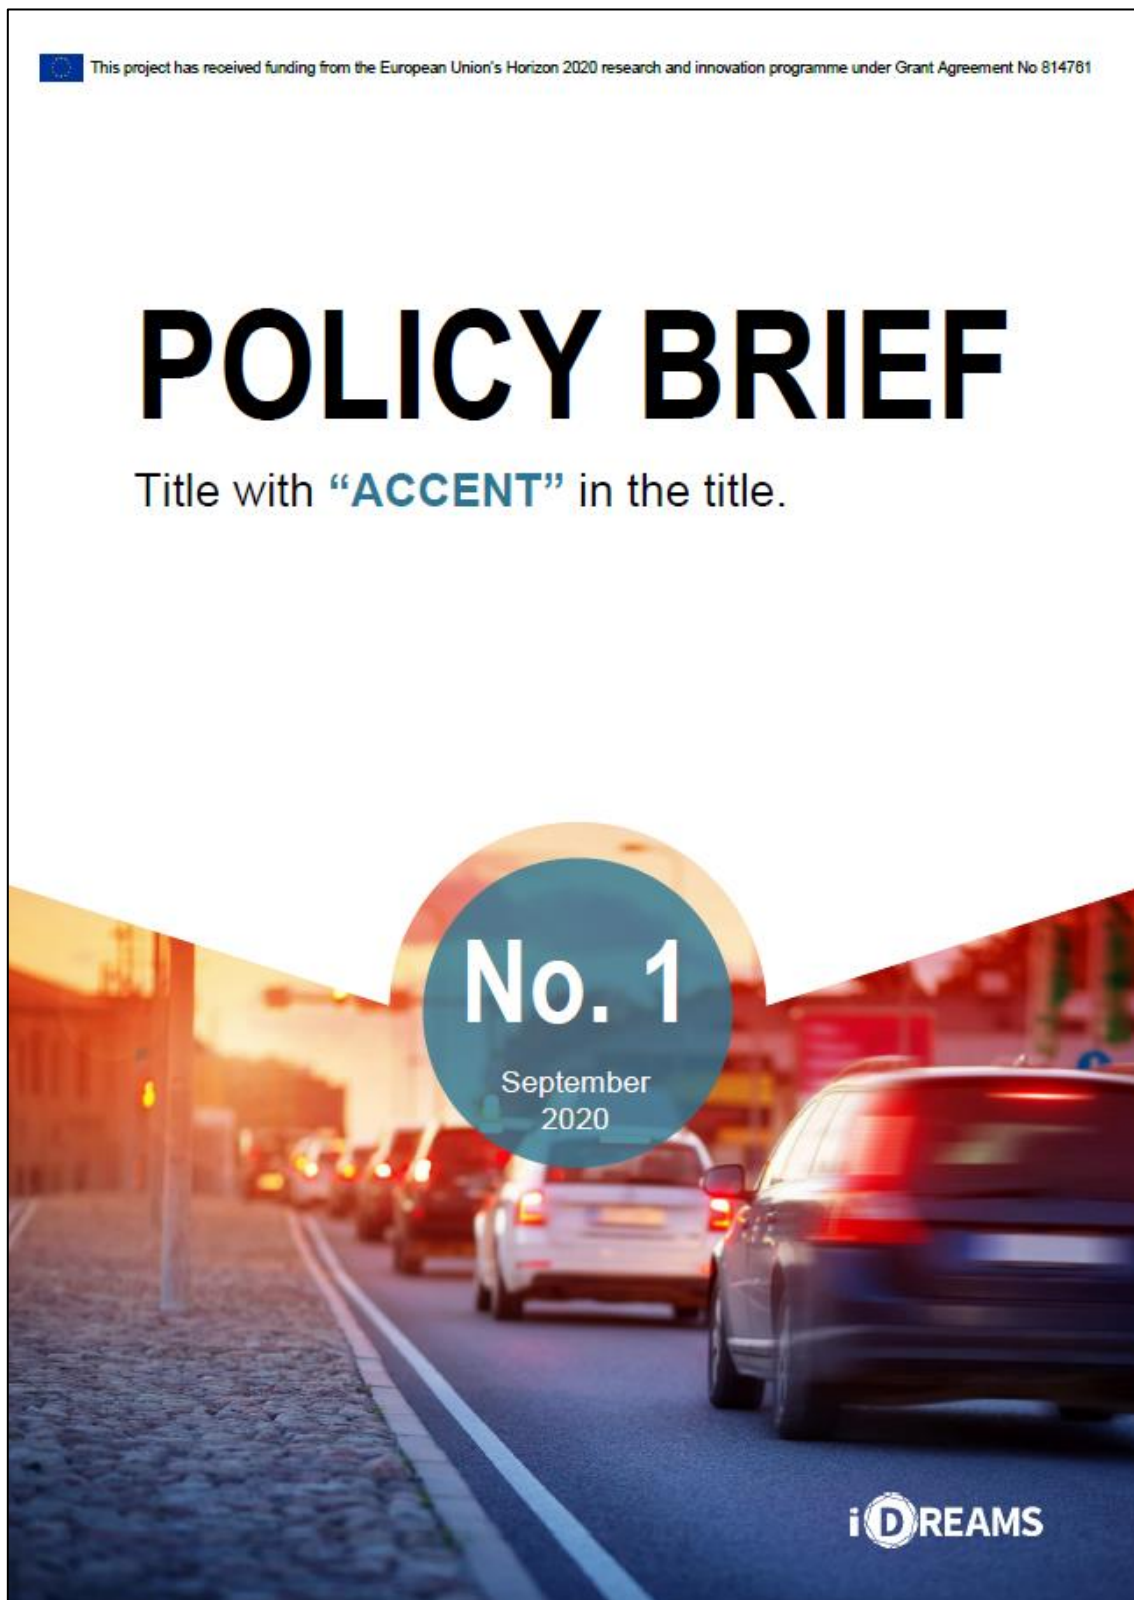 This project has received funding from the European Union's Horizon 2020 research and innovation programme under Grant Agreement No 814761
POLICY BRIEF
Title with “ACCENT” in the title.
No. 1
September
2020
iDREAMS